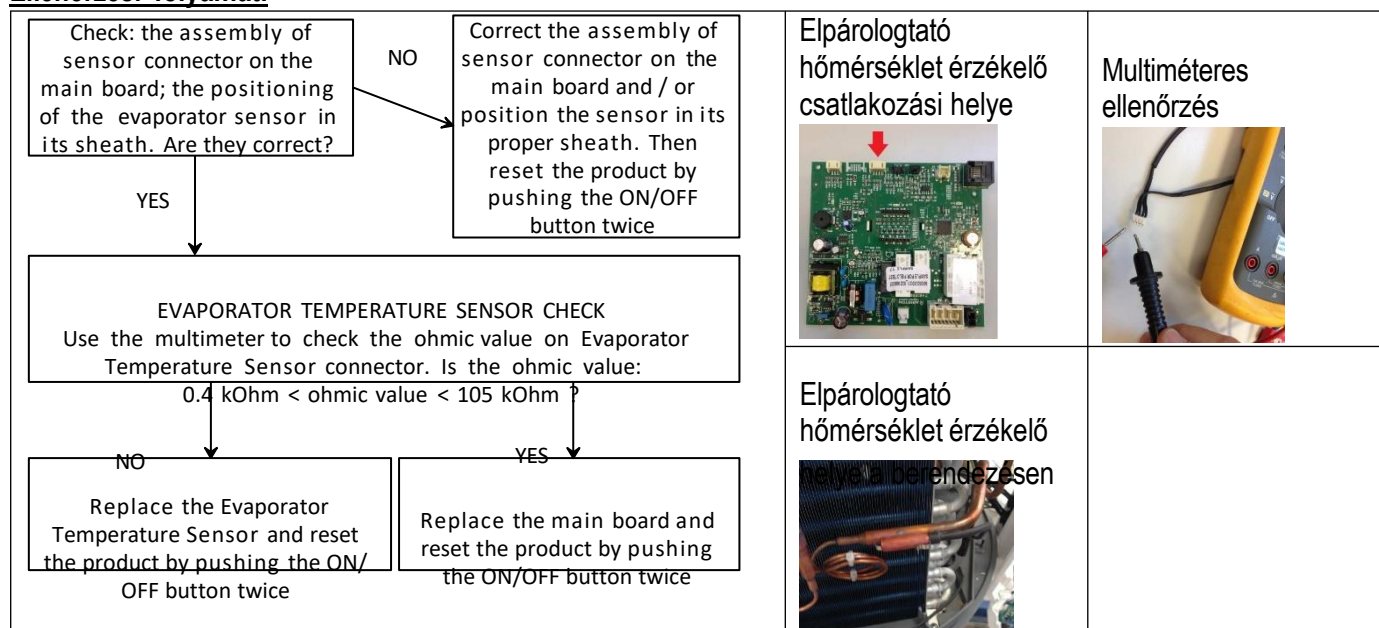 Check: the assembly of
sensor connector on the
main board; the positioning
of the evaporator sensor in
its sheath. Are they correct?
NO
Correct the assembly of
sensor connector on the
main board and / or
position the sensor in its
proper sheath. Then
reset the product by
pushing the ON/OFF
button twice
YES
EVAPORATOR TEMPERATURE SENSOR CHECK
Use the multimeter to check the ohmic value on Evaporator
Temperature Sensor connector. Is the ohmic value:
0.4 kOhm < ohmic value < 105 kOhm ?
NO
Replace the Evaporator
Temperature Sensor and reset
the product by pushing the ON/
OFF button twice
YES
Replace the main board and
reset the product by pushing
the ON/OFF button twice
Elpárologtató
hőmérséklet érzékelő
csatlakozási helye
Multiméteres
ellenőrzés
Elpárologtató
hőmérséklet érzékelő
helye a berendezésen